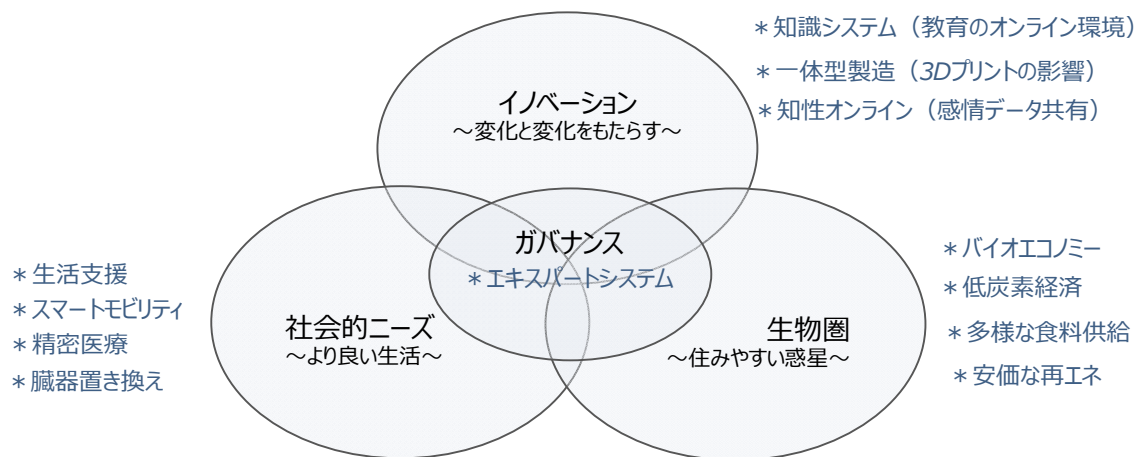 ＊知識システム（教育のオンライン環境）
＊一体型製造（3Dプリントの影響）
＊知性オンライン（感情データ共有）
イノベーション
～変化と変化をもたらす～
ガバナンス
＊エキスパートシステム
＊生活支援
＊スマートモビリティ
＊精密医療
＊臓器置き換え
社会的ニーズ
～より良い生活～
生物圏
～住みやすい惑星～
＊バイオエコノミー
＊低炭素経済
＊多様な食料供給
＊安価な再エネ